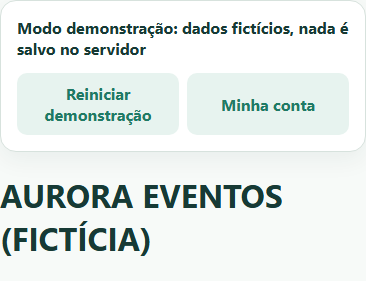 Modo demonstração: dados fictícios, nada é
salvo no servidor
Reiniciar
demonstração
Minha conta
AURORA EVENTOS
(FICTÍCIA)